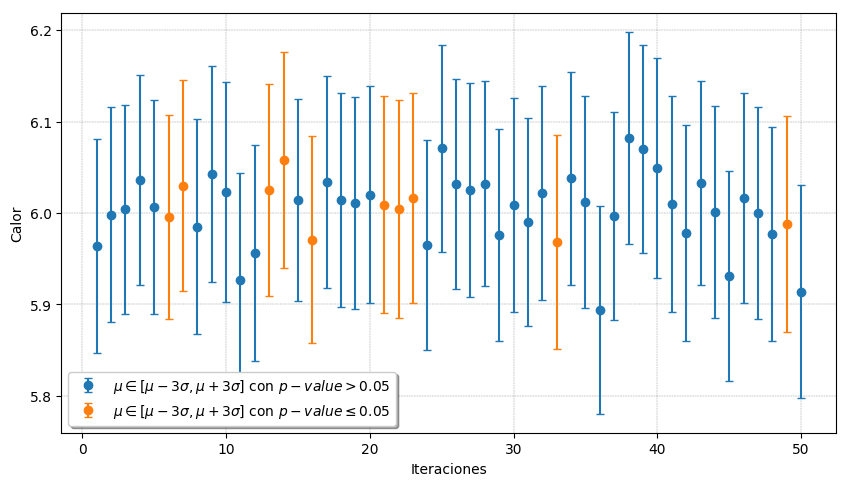 6.2
6.1
6.0
5.9
5.8
Calor
μ ∈ [μ − 3σ, μ + 3σ] con p − value > 0.05
μ ∈ [μ − 3σ, μ + 3σ] con p − value ≤ 0.05
0 10 20 30 40 50
Iteraciones